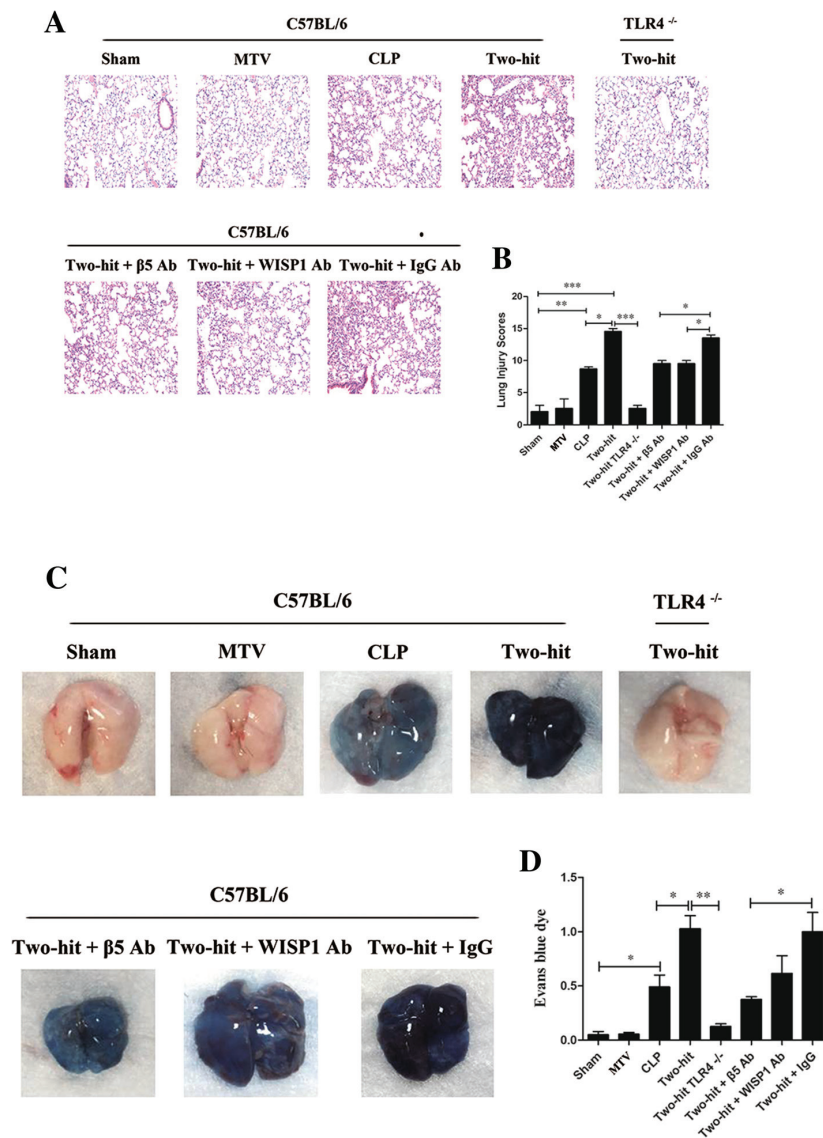 A
C57BL/6
TLR4 -/-
Sham
MTV
CLP
Two-hit
Two-hit
C57BL/6
Two-hit + β5 Ab
Two-hit + WISP1 Ab
Two-hit + IgG Ab
B
Lung Injury Scores
20
15
10
5
0
***
**
*
***
*
*
Sham
MTV
CLP
Two-hit
Two-hit TLR4 -/-
Two-hit + β5 Ab
Two-hit + WISP1 Ab
Two-hit + IgG Ab
C
C57BL/6
TLR4 -/-
Sham
MTV
CLP
Two-hit
Two-hit
C57BL/6
Two-hit + β5 Ab
Two-hit + WISP1 Ab
Two-hit + IgG
D
Evans blue dye
1.5
1.0
0.5
0.0
*
*
**
*
Sham
MTV
CLP
Two-hit
Two-hit TLR4 -/-
Two-hit + β5 Ab
Two-hit + WISP1 Ab
Two-hit + IgG